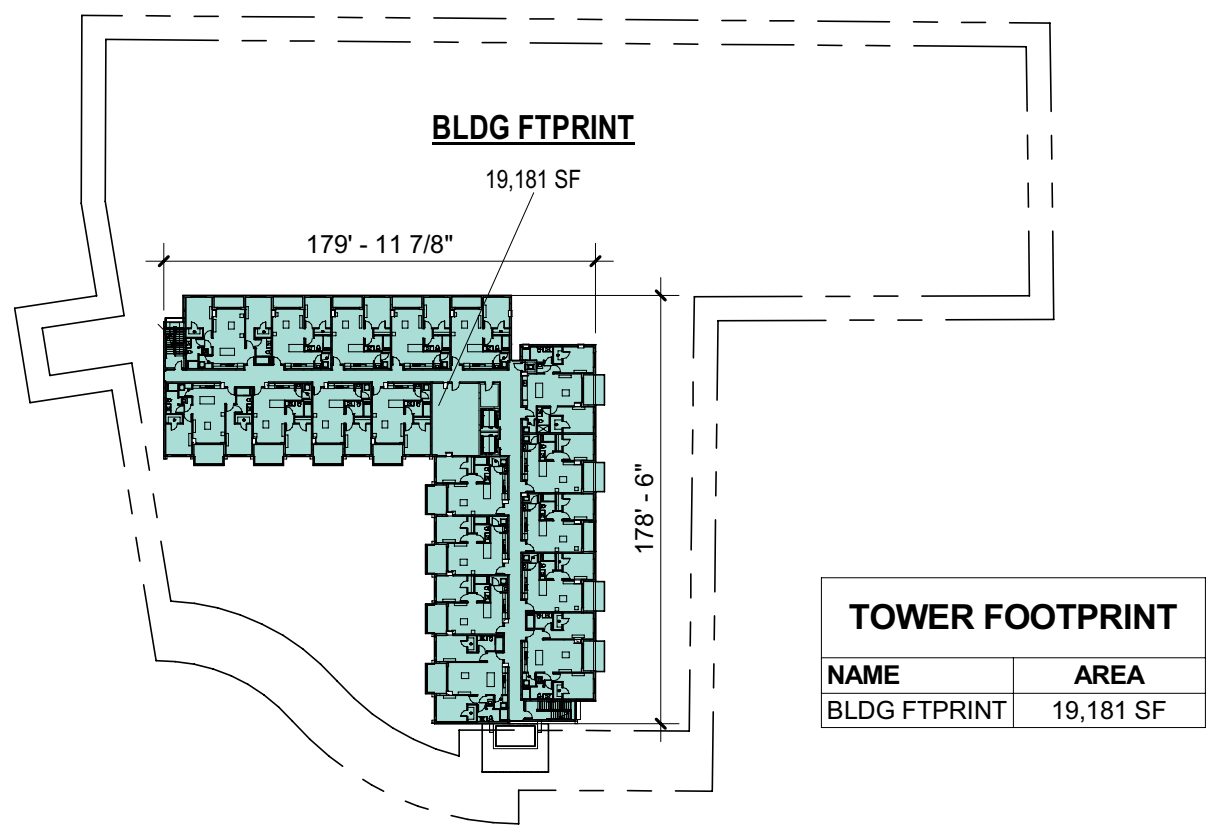 BLDG FTPRINT
19,181 SF
179' - 11 7/8"
178' - 6"
TOWER FOOTPRINT
NAME AREA
BLDG FTPRINT 19,181 SF